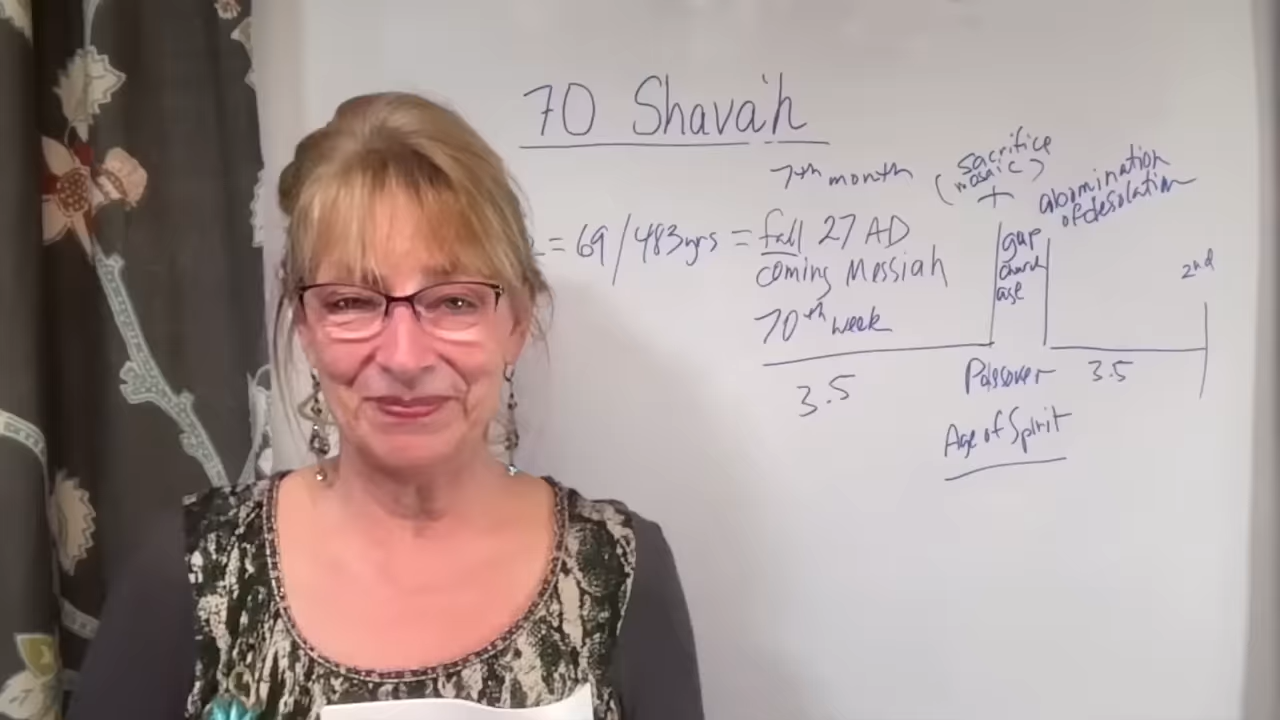 70 Shava'h
7th month
= 69/483yrs = fall 27 AD
coming Messiah
70th week
3.5
sacrifice
(mosaic)
abomination
of desolation
gap
church
age
2nd
Passover
3.5
Age of Spirit